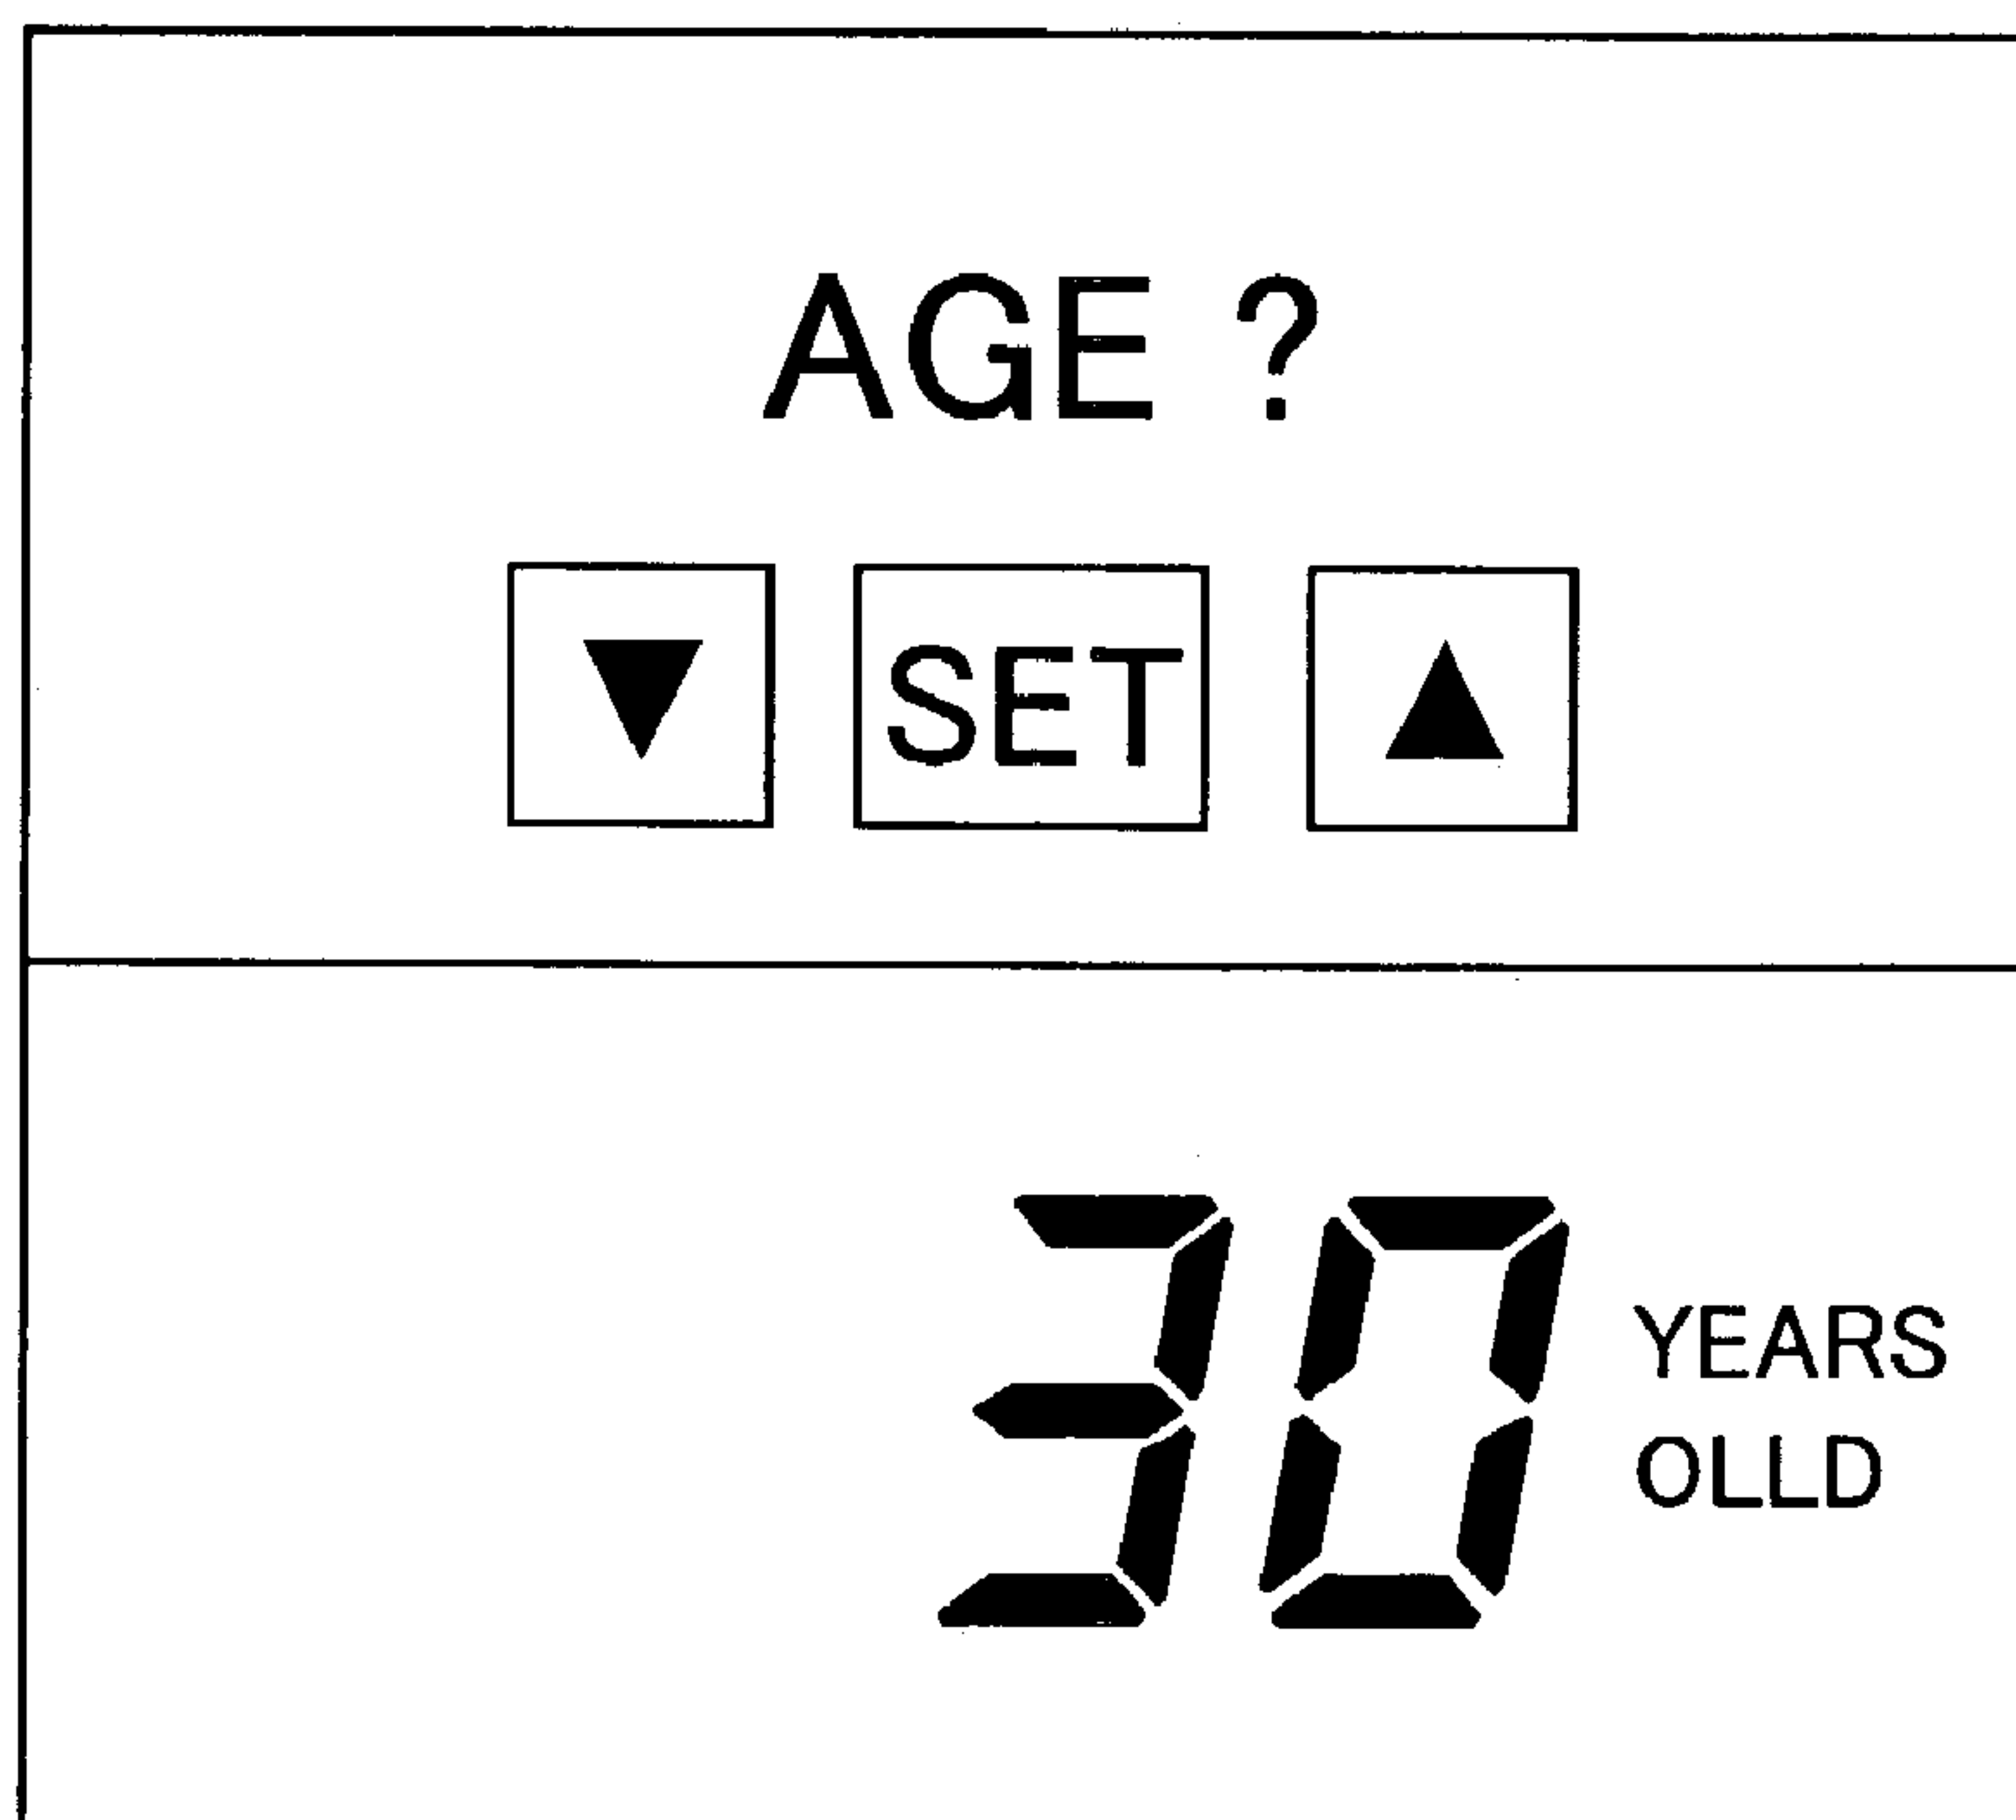 AGE ?
▼ SET ▲
30 YEARS
OLLD